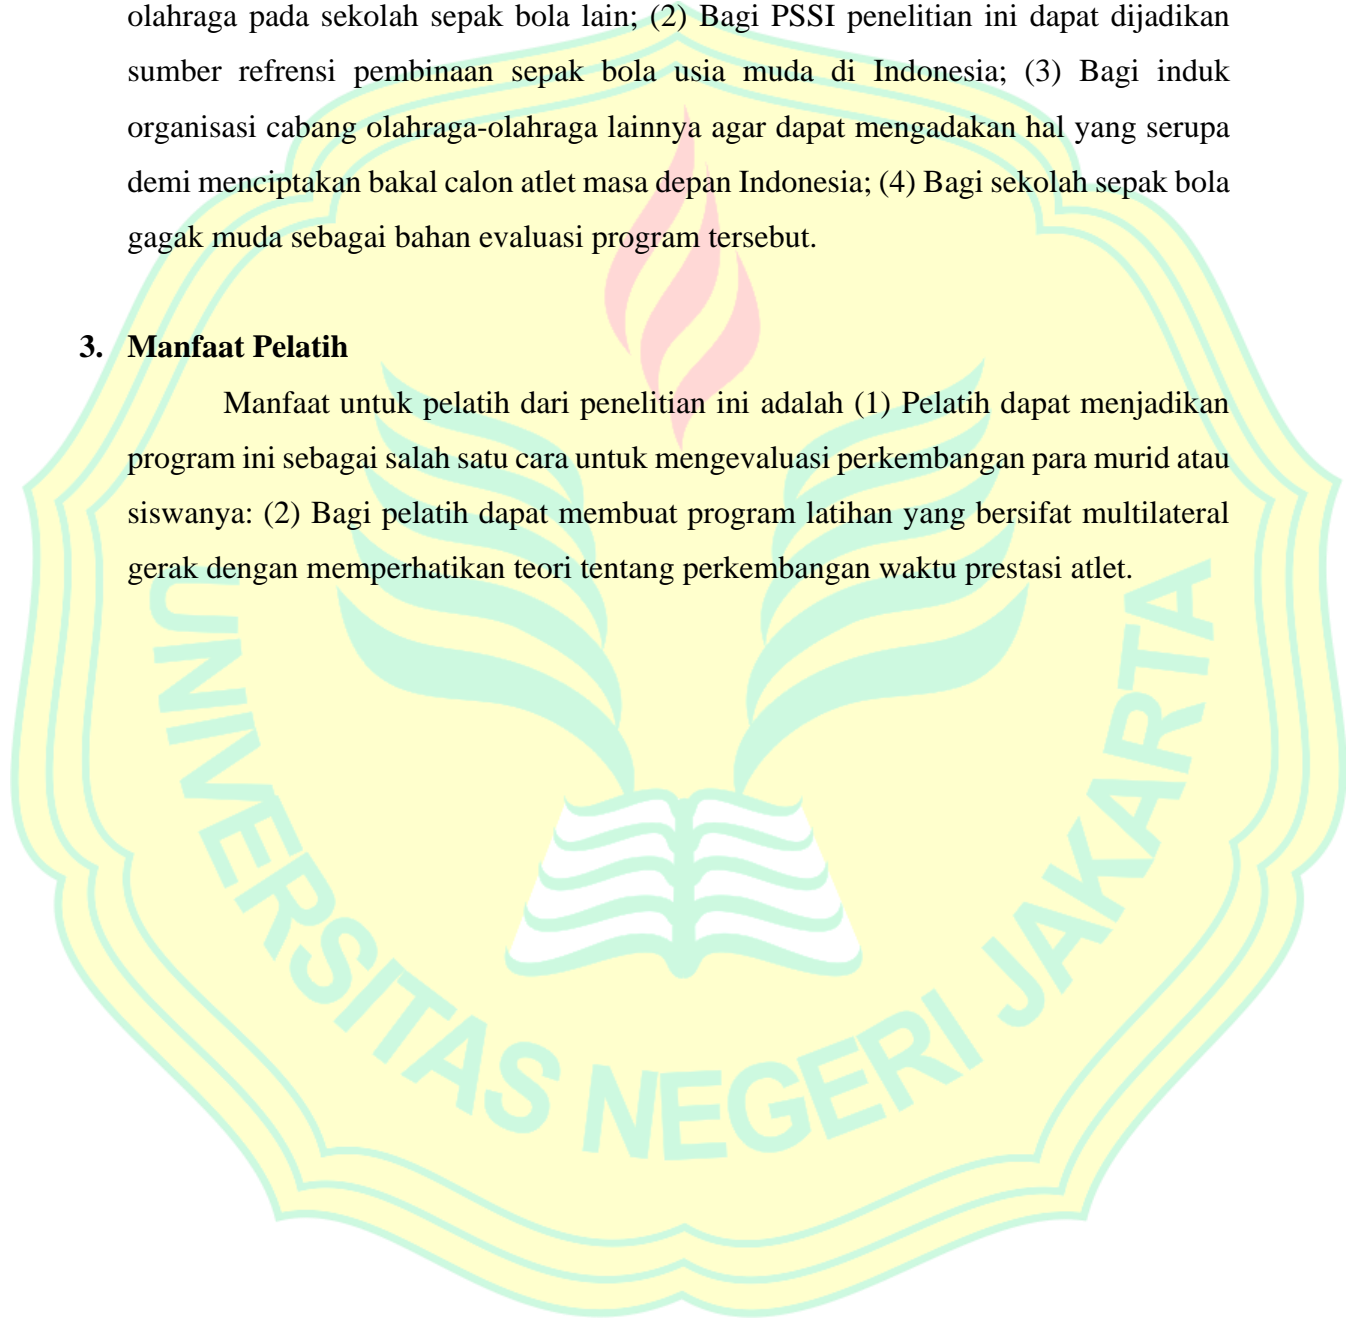 olahraga pada sekolah sepak bola lain; (2) Bagi PSSI penelitian ini dapat dijadikan
sumber refrensi pembinaan sepak bola usia muda di Indonesia; (3) Bagi induk
organisasi cabang olahraga-olahraga lainnya agar dapat mengadakan hal yang serupa
demi menciptakan bakal calon atlet masa depan Indonesia; (4) Bagi sekolah sepak bola
gagak muda sebagai bahan evaluasi program tersebut.
3. Manfaat Pelatih
Manfaat untuk pelatih dari penelitian ini adalah (1) Pelatih dapat menjadikan
program ini sebagai salah satu cara untuk mengevaluasi perkembangan para murid atau
siswanya: (2) Bagi pelatih dapat membuat program latihan yang bersifat multilateral
gerak dengan memperhatikan teori tentang perkembangan waktu prestasi atlet.
UNIVERSITAS NEGERI JAKARTA